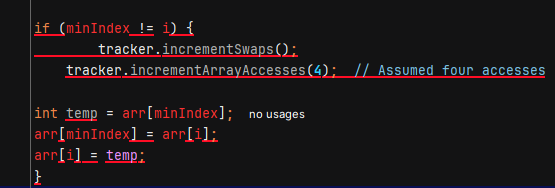 if (minIndex != i) {
tracker.incrementSwaps();
tracker.incrementArrayAccesses(4);  // Assumed four accesses
int temp = arr[minIndex];  no usages
arr[minIndex] = arr[i];
arr[i] = temp;
}